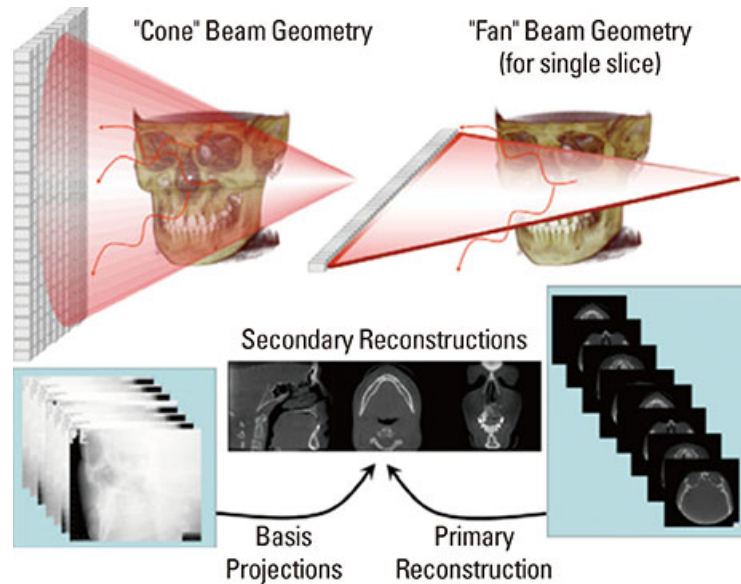 "Cone" Beam Geometry
"Fan" Beam Geometry
(for single slice)
Secondary Reconstructions
Basis
Projections
Primary
Reconstruction